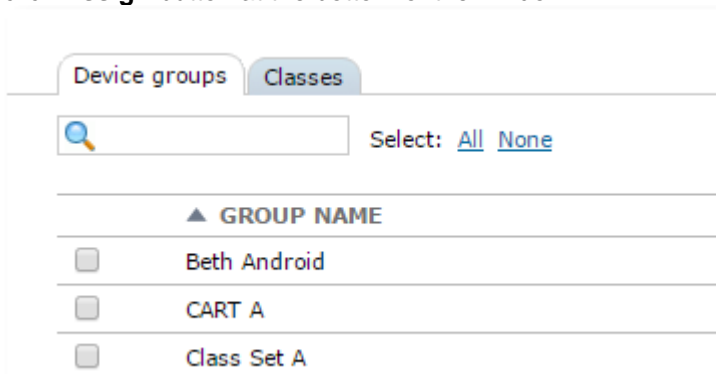 Device groups Classes
Select: All None
▲ GROUP NAME
Beth Android
CART A
Class Set A